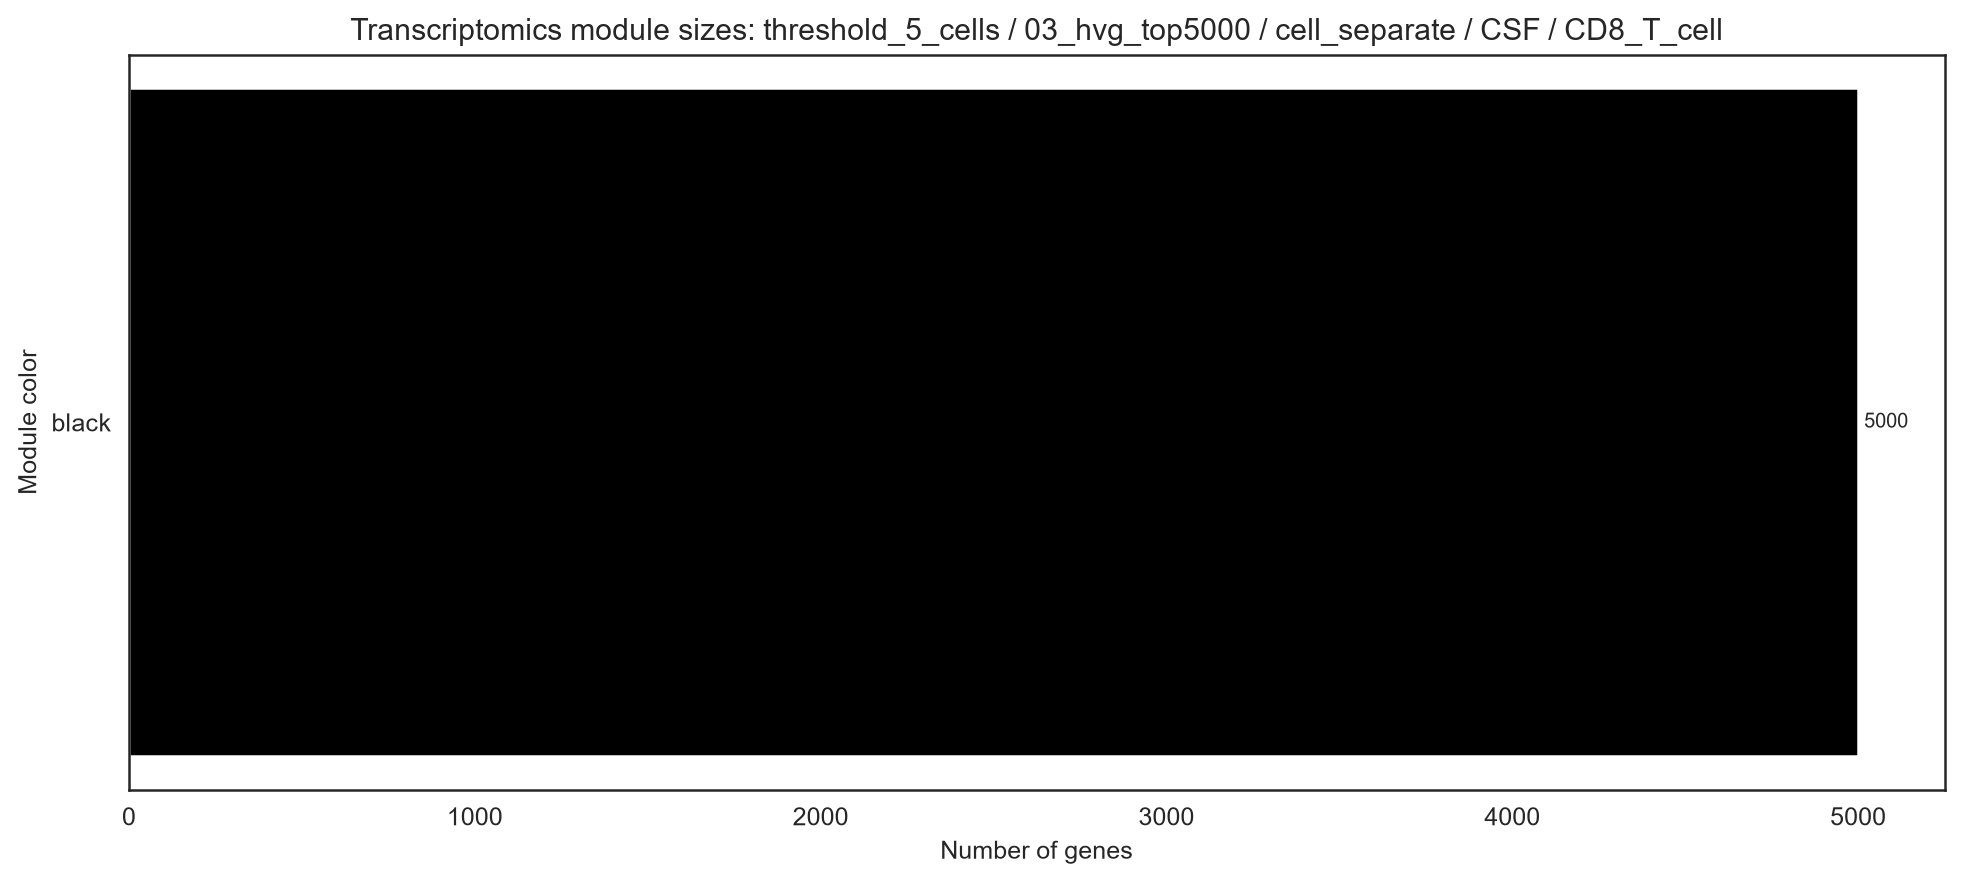 Transcriptomics module sizes: threshold_5_cells / 03_hvg_top5000 / cell_separate / CSF / CD8_T_cell
Module color
black
5000
0 1000 2000 3000 4000 5000
Number of genes